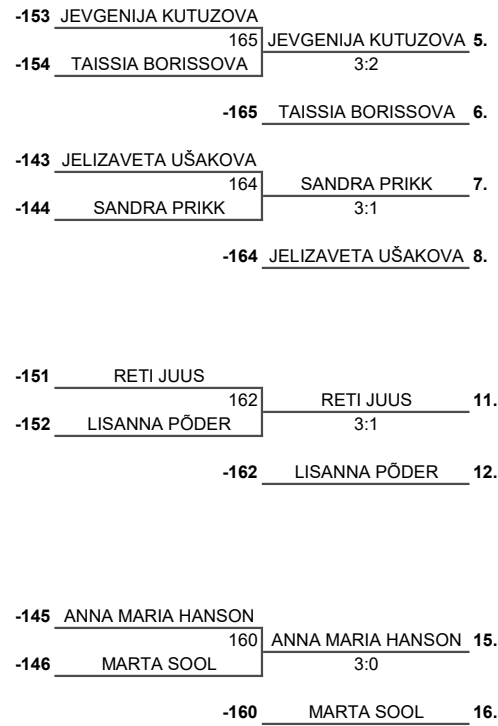 -153 JEVGENIJA KUTUZOVA
165 JEVGENIJA KUTUZOVA 5.
-154 TAISSIA BORISSOVA 3:2
-165 TAISSIA BORISSOVA 6.
-143 JELIZAVETA UŠAKOVA
164 SANDRA PRIKK 7.
-144 SANDRA PRIKK 3:1
-164 JELIZAVETA UŠAKOVA 8.
-151 RETI JUUS
162 RETI JUUS 11.
-152 LISANNA PÕDER 3:1
-162 LISANNA PÕDER 12.
-145 ANNA MARIA HANSON
160 ANNA MARIA HANSON 15.
-146 MARTA SOOL 3:0
-160 MARTA SOOL 16.